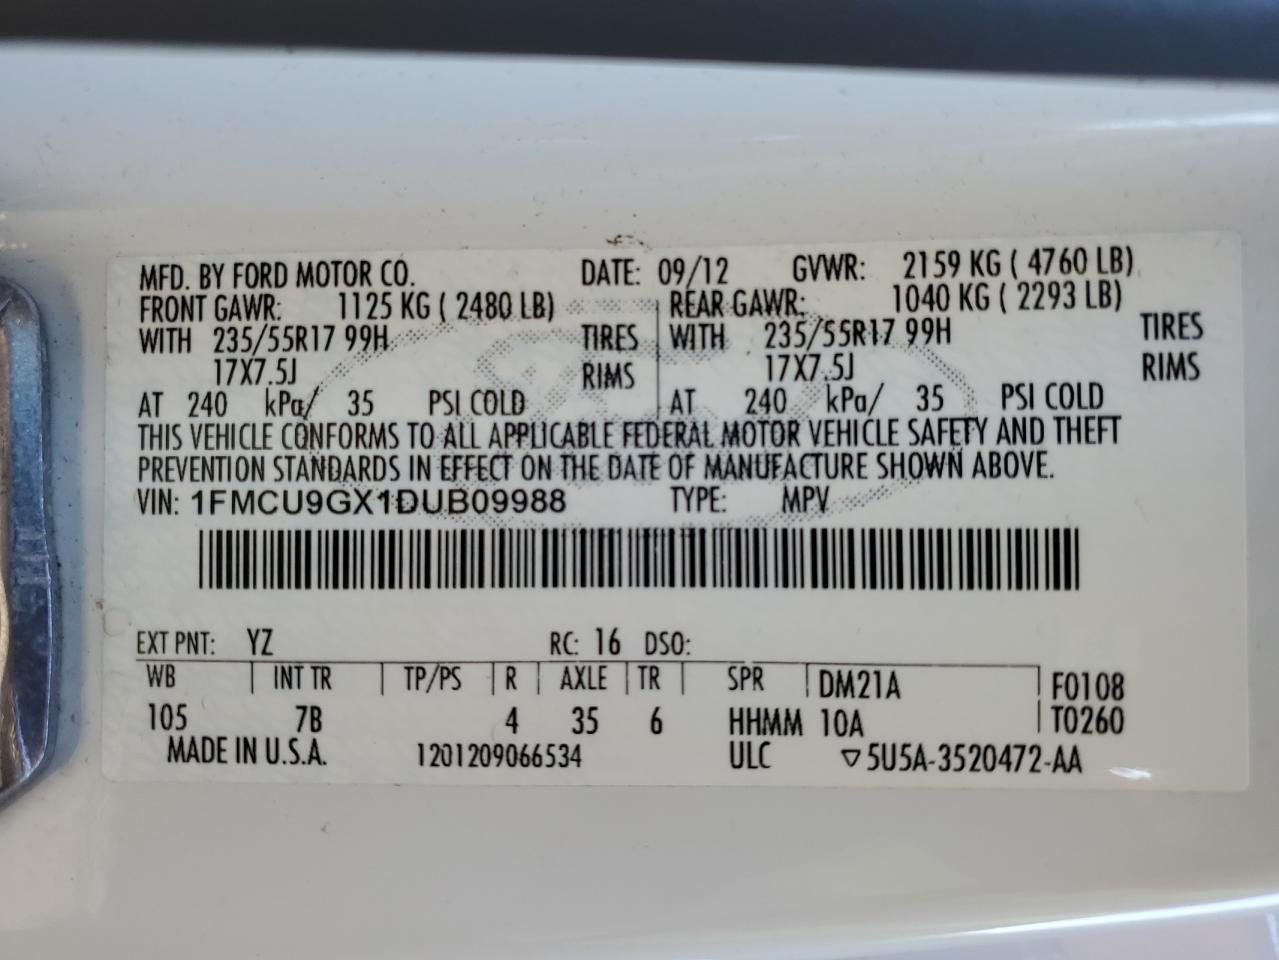 MFD. BY FORD MOTOR CO. DATE: 09/12 GVWR: 2159 KG ( 4760 LB)
FRONT GAWR: 1125 KG ( 2480 LB) REAR GAWR: 1040 KG ( 2293 LB)
WITH 235/55R17 99H TIRES WITH 235/55R17 99H TIRES
17X7.5J RIMS 17X7.5J RIMS
AT 240 kPa/ 35 PSI COLD AT 240 kPa/ 35 PSI COLD
THIS VEHICLE CONFORMS TO ALL APPLICABLE FEDERAL MOTOR VEHICLE SAFETY AND THEFT
PREVENTION STANDARDS IN EFFECT ON THE DATE OF MANUFACTURE SHOWN ABOVE.
VIN: 1FMCU9GX1DUB09988 TYPE: MPV
EXT PNT: YZ RC: 16 DSO:
WB INT TR TP/PS R AXLE TR SPR DM21A F0108
105 7B 4 35 6 HHMM 10A T0260
MADE IN U.S.A. 1201209066534 ULC ▽5U5A-3520472-AA